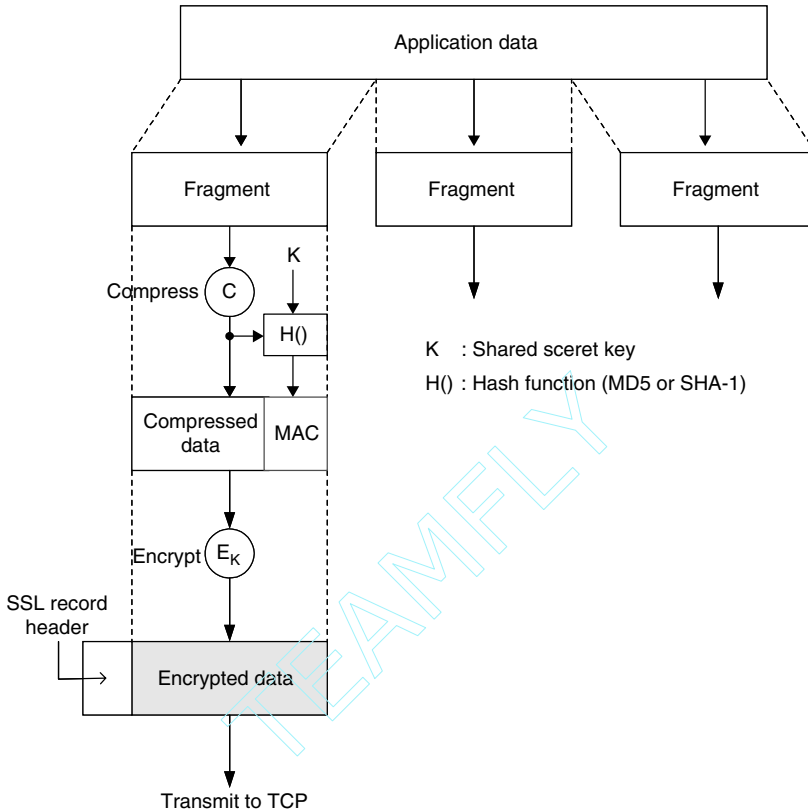 Application data
Fragment
Fragment
Fragment
Compress
C
K
H()
K : Shared sceret key
H() : Hash function (MD5 or SHA-1)
Compressed
data
MAC
Encrypt
EK
SSL record
header
Encrypted data
Transmit to TCP
TEAMFLY